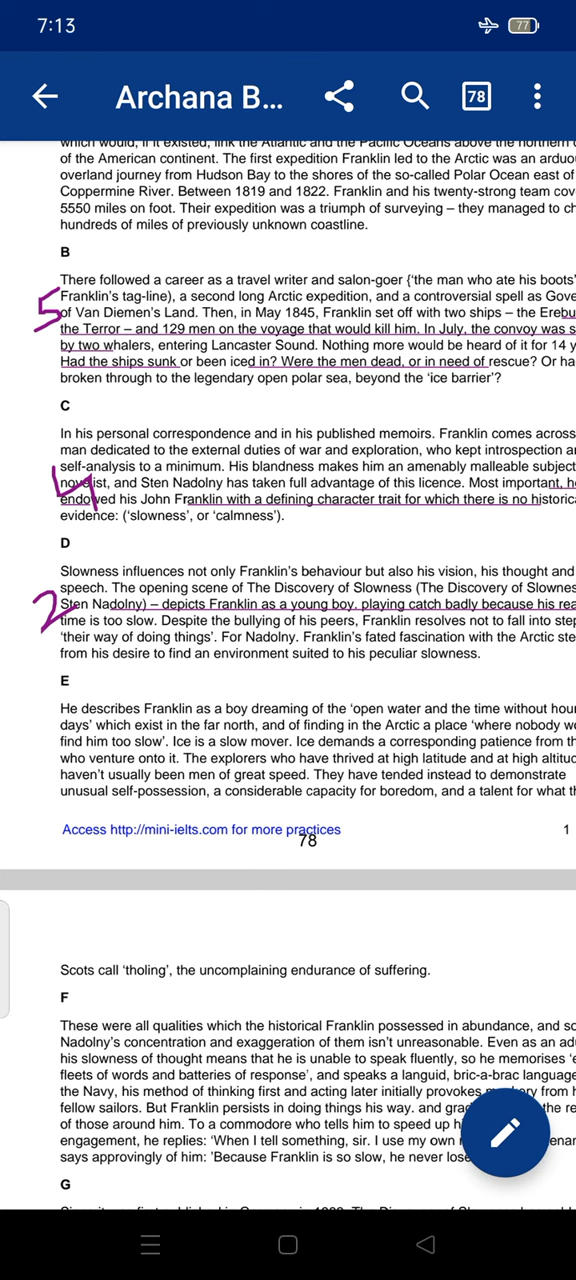 7:13
77
Archana B...
78
which would, if it existed, link the Atlantic and the Pacific Oceans above the northern
of the American continent. The first expedition Franklin led to the Arctic was an arduo
overland journey from Hudson Bay to the shores of the so-called Polar Ocean east of
Coppermine River. Between 1819 and 1822. Franklin and his twenty-strong team cov
5550 miles on foot. Their expedition was a triumph of surveying – they managed to ch
hundreds of miles of previously unknown coastline.
B
There followed a career as a travel writer and salon-goer {'the man who ate his boots'
5
Franklin's tag-line), a second long Arctic expedition, and a controversial spell as Gove
of Van Diemen's Land. Then, in May 1845, Franklin set off with two ships – the Erebu
the Terror – and 129 men on the voyage that would kill him. In July, the convoy was s
by two whalers, entering Lancaster Sound. Nothing more would be heard of it for 14 y
Had the ships sunk or been iced in? Were the men dead, or in need of rescue? Or ha
broken through to the legendary open polar sea, beyond the 'ice barrier'?
C
In his personal correspondence and in his published memoirs. Franklin comes across
man dedicated to the external duties of war and exploration, who kept introspection a
self-analysis to a minimum. His blandness makes him an amenably malleable subject
4
novelist, and Sten Nadolny has taken full advantage of this licence. Most important, h
endowed his John Franklin with a defining character trait for which there is no historica
evidence: ('slowness', or 'calmness').
D
Slowness influences not only Franklin's behaviour but also his vision, his thought and
speech. The opening scene of The Discovery of Slowness (The Discovery of Slownes
2
Sten Nadolny) – depicts Franklin as a young boy. playing catch badly because his rea
time is too slow. Despite the bullying of his peers, Franklin resolves not to fall into step
'their way of doing things'. For Nadolny. Franklin's fated fascination with the Arctic ste
from his desire to find an environment suited to his peculiar slowness.
E
He describes Franklin as a boy dreaming of the 'open water and the time without hour
days' which exist in the far north, and of finding in the Arctic a place 'where nobody w
find him too slow'. Ice is a slow mover. Ice demands a corresponding patience from th
who venture onto it. The explorers who have thrived at high latitude and at high altitud
haven't usually been men of great speed. They have tended instead to demonstrate
unusual self-possession, a considerable capacity for boredom, and a talent for what th
Access http://mini-ielts.com for more practices 1
78
Scots call 'tholing', the uncomplaining endurance of suffering.
F
These were all qualities which the historical Franklin possessed in abundance, and so
Nadolny's concentration and exaggeration of them isn't unreasonable. Even as an adu
his slowness of thought means that he is unable to speak fluently, so he memorises 'e
fleets of words and batteries of response', and speaks a languid, bric-a-brac language
the Navy, his method of thinking first and acting later initially provokes from h
fellow sailors. But Franklin persists in doing things his way. and the re
of those around him. To a commodore who tells him to speed up
engagement, he replies: 'When I tell something, sir. I use my own
says approvingly of him: 'Because Franklin is so slow, he never
G